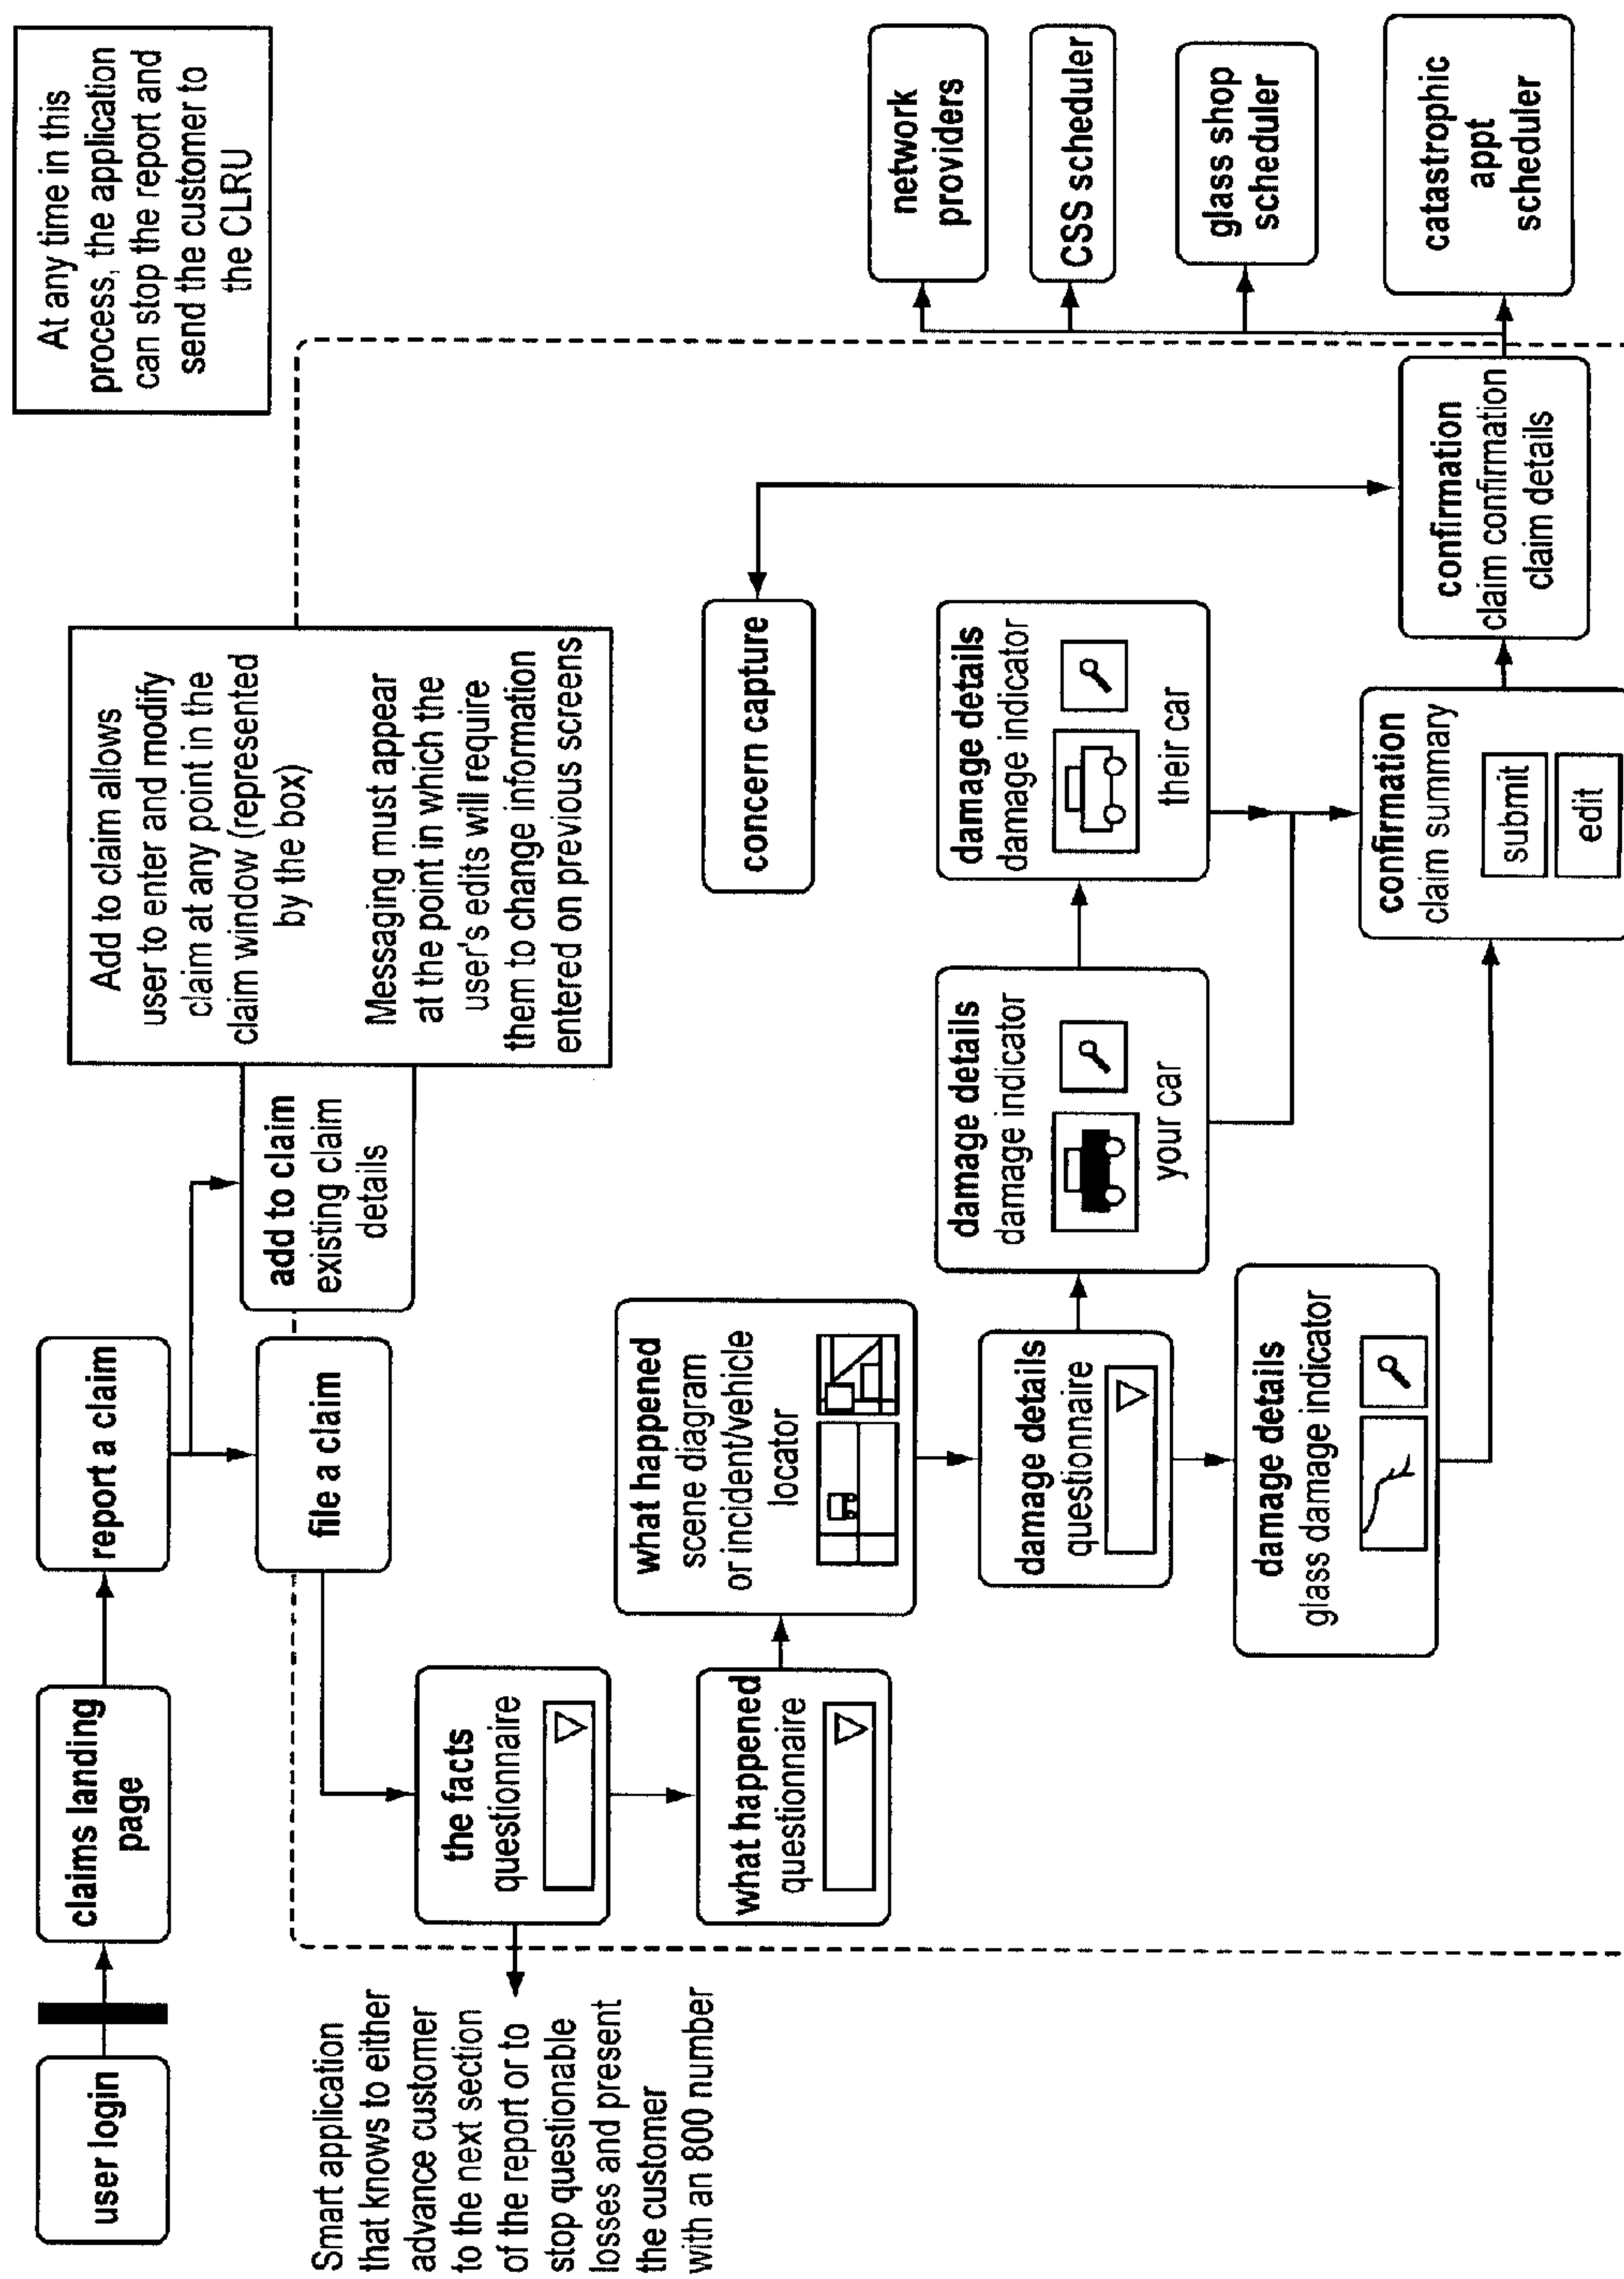 user login
claims landing
page
report a claim
At any time in this
process, the application
can stop the report and
send the customer to
the CLRU
Add to claim allows
user to enter and modify
claim at any point in the
claim window (represented
by the box)
Messaging must appear
at the point in which the
user's edits will require
them to change information
entered on previous screens
add to claim
existing claim
details
file a claim
Smart application
that knows to either
advance customer
to the next section
of the report or to
stop questionable
losses and present
the customer
with an 800 number
the facts
questionnaire
what happened
questionnaire
what happened
scene diagram
or incident/vehicle
locator
damage details
questionnaire
damage details
glass damage indicator
damage details
damage indicator
your car
damage details
damage indicator
their car
concern capture
confirmation
claim summary
submit
edit
confirmation
claim confirmation
claim details
network
providers
CSS scheduler
glass shop
scheduler
catastrophic
appt
scheduler